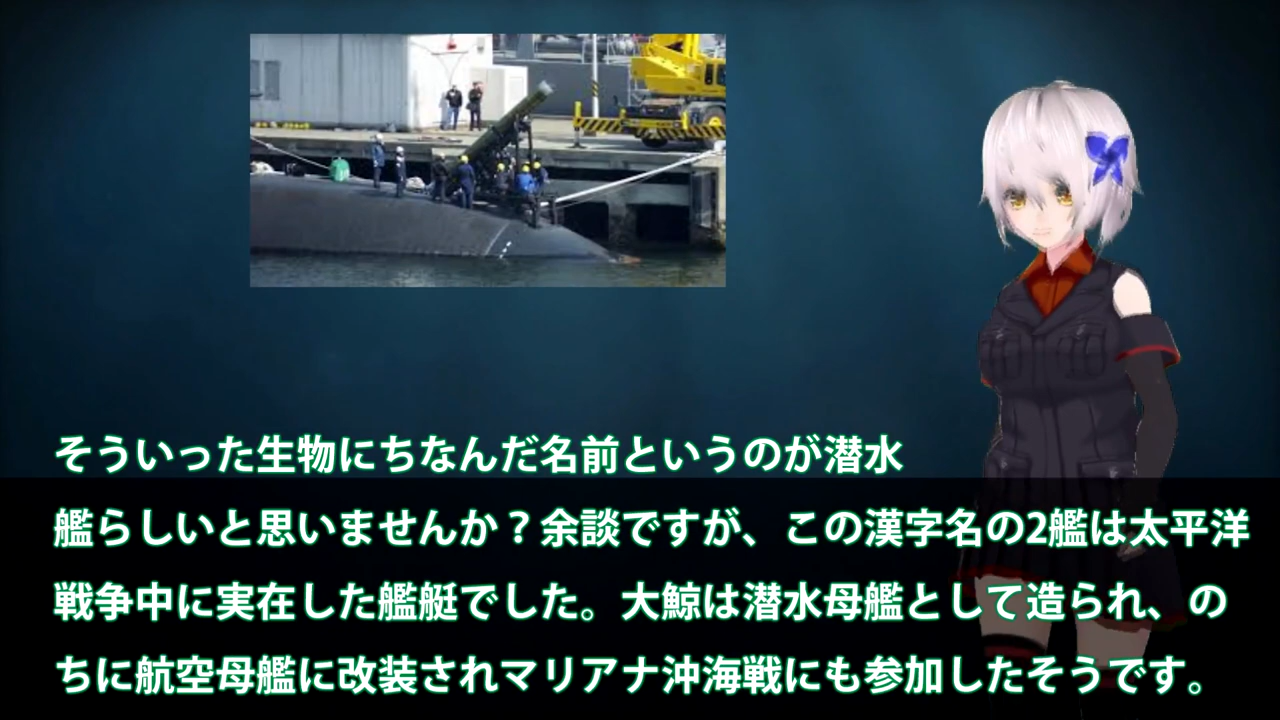 そういった生物にちなんだ名前というのが潜水
艦らしいと思いませんか？余談ですが、この漢字名の2艦は太平洋
戦争中に実在した艦艇でした。大鯨は潜水母艦として造られ、の
ちに航空母艦に改装されマリアナ沖海戦にも参加したそうです。